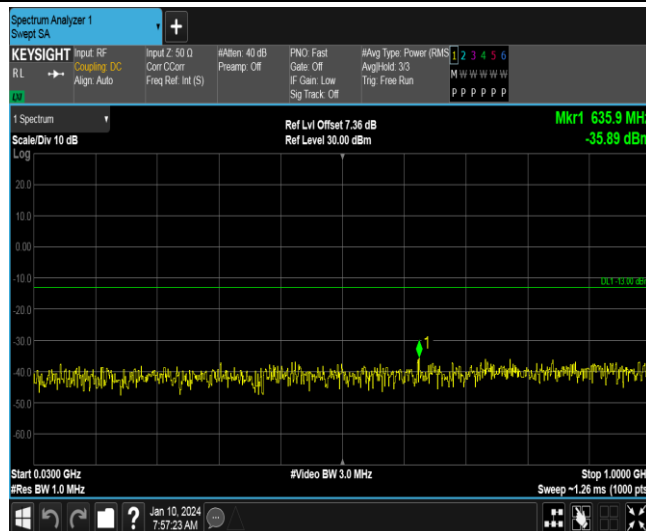 Spectrum Analyzer 1
Swept SA
+
KEYSIGHT
RL
Input: RF
Coupling: DC
Align: Auto
Input Z: 50 Ω
Corr CCorr
Freq Ref: Int (S)
#Atten: 40 dB
Preamp: Off
PNO: Fast
Gate: Off
IF Gain: Low
Sig Track: Off
#Avg Type: Power (RMS
Avg|Hold: 3/3
Trig: Free Run
1 2 3 4 5 6
M W W W W W
P P P P P P
1 Spectrum
Scale/Div 10 dB
Log
Ref Lvl Offset 7.36 dB
Ref Level 30.00 dBm
Mkr1 635.9 MHz
-35.89 dBm
20.0
10.0
0.00
-10.0
DL1 -13.00 dBm
-20.0
-30.0
1
-40.0
-50.0
-60.0
Start 0.0300 GHz
#Res BW 1.0 MHz
#Video BW 3.0 MHz
Stop 1.0000 GHz
Sweep ~1.26 ms (1000 pts
?
Jan 10, 2024
7:57:23 AM